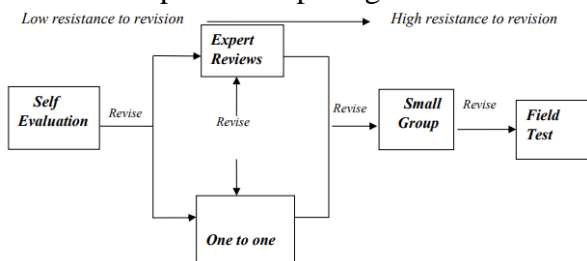 Low resistance to revision
High resistance to revision
Expert
Reviews
Self
Evaluation
Revise
Revise
Revise
Small
Group
Revise
Field
Test
One to one